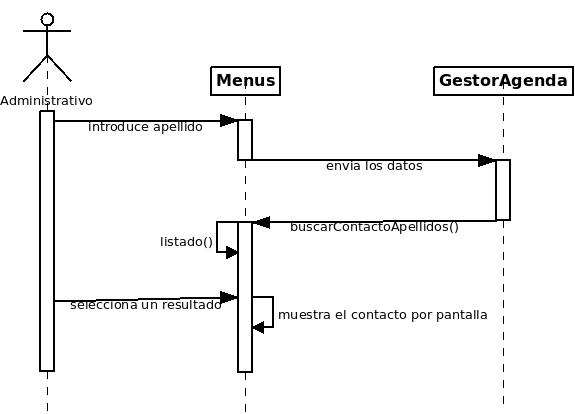 Menus
GestorAgenda
Administrativo
introduce apellido
envia los datos
buscarContactoApellidos()
listado()
selecciona un resultado
muestra el contacto por pantalla